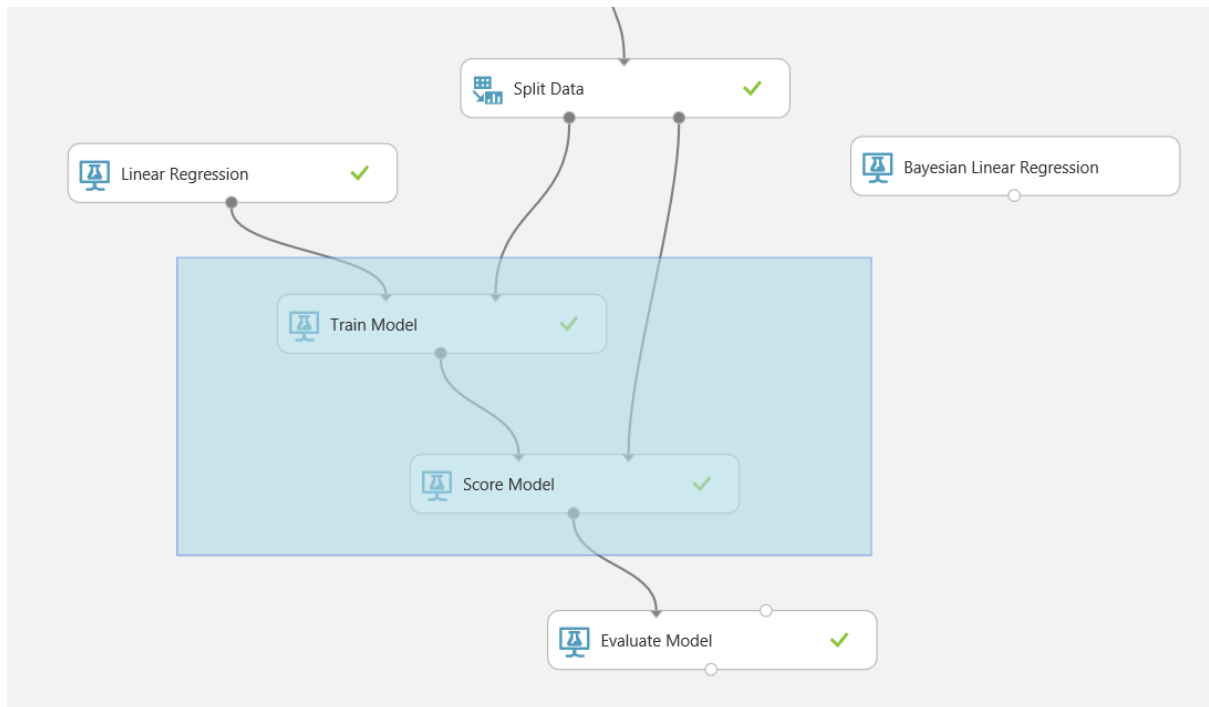 Split Data
Linear Regression
Bayesian Linear Regression
Train Model
Score Model
Evaluate Model